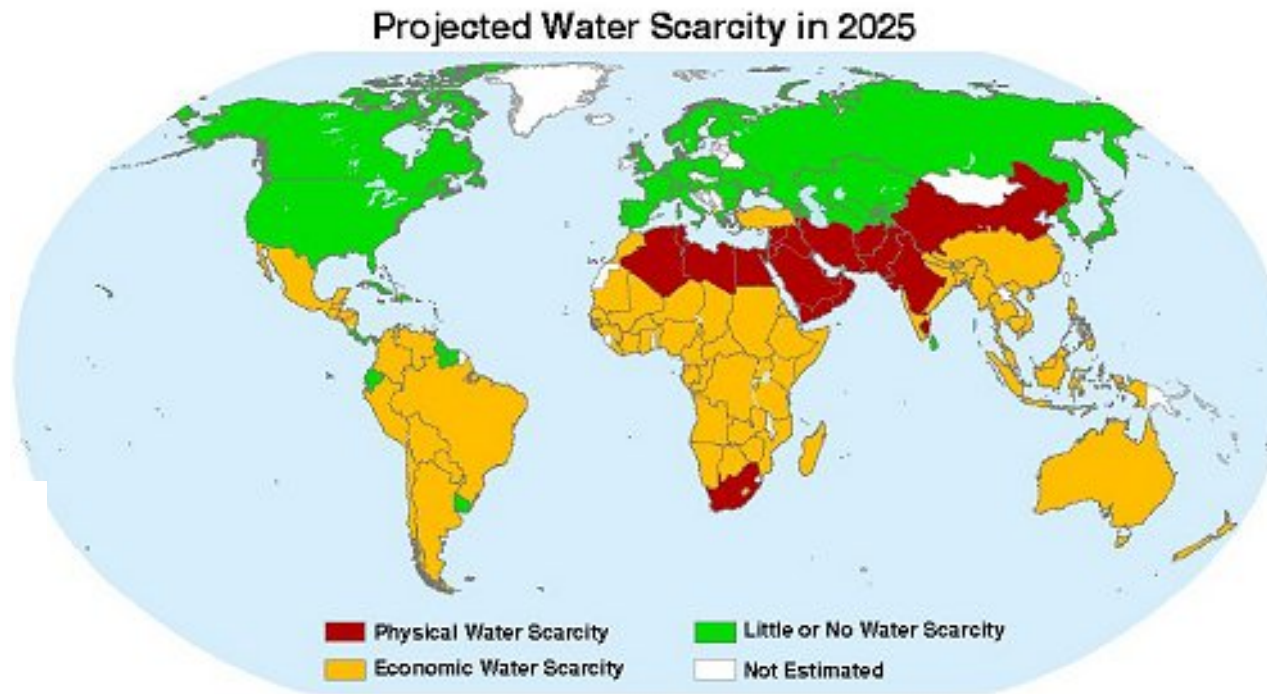 Projected Water Scarcity in 2025
Physical Water Scarcity
Little or No Water Scarcity
Economic Water Scarcity
Not Estimated